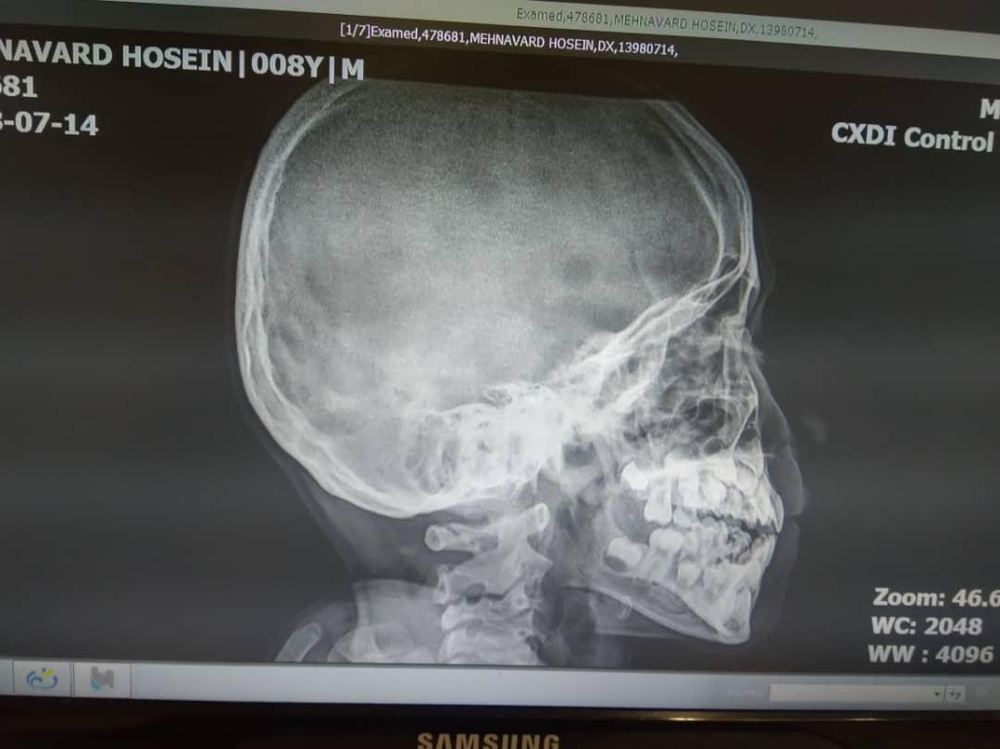 Examed,478681,MEHNAVARD HOSEIN,DX,13980714,
[1/7]Examed,478681,MEHNAVARD HOSEIN,DX,13980714,
NAVARD HOSEIN|008Y|M
681
-07-14
M
CXDI Control
Zoom: 46.6
WC: 2048
WW : 4096
SAMSUNG